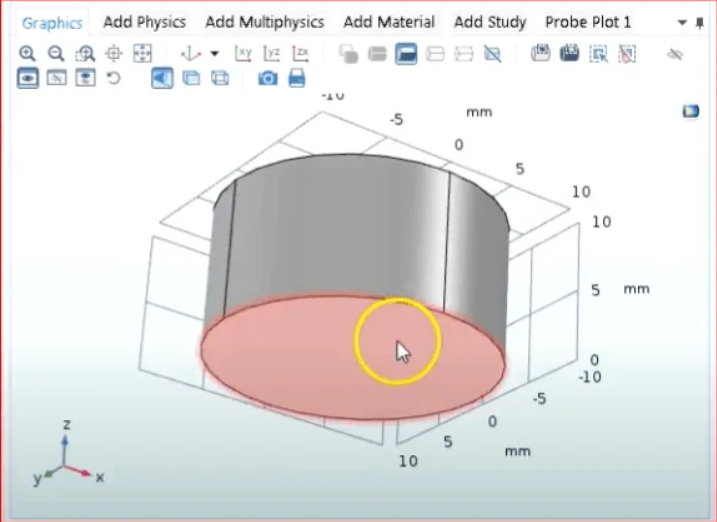 Graphics Add Physics Add Multiphysics Add Material Add Study Probe Plot 1
xy yz zx
-10
-5 mm
0
5
10
10
5 mm
0
-10
-5
0
5 mm
10
z
y x